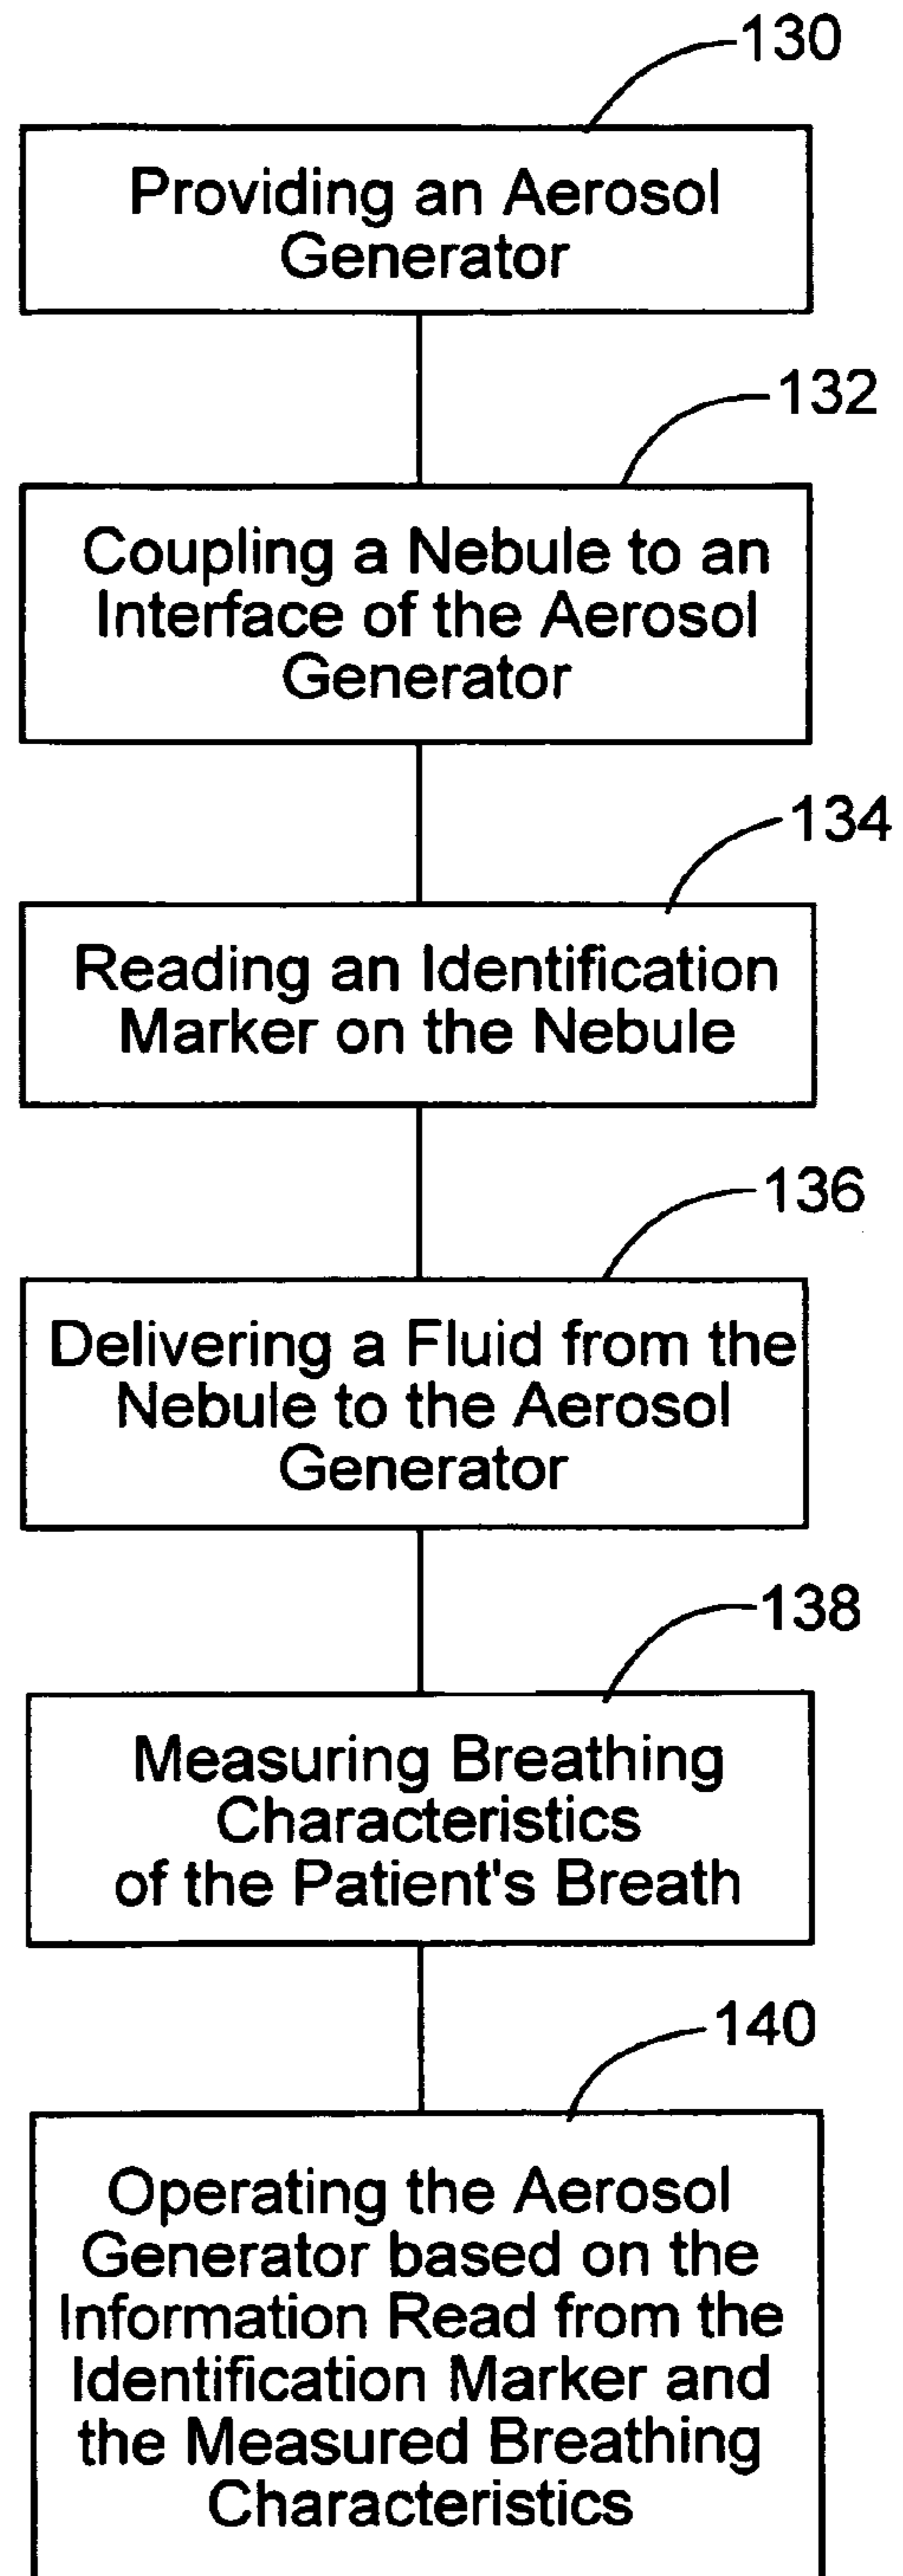 130
Providing an Aerosol
Generator
132
Coupling a Nebule to an
Interface of the Aerosol
Generator
134
Reading an Identification
Marker on the Nebule
136
Delivering a Fluid from the
Nebule to the Aerosol
Generator
138
Measuring Breathing
Characteristics
of the Patient's Breath
140
Operating the Aerosol
Generator based on the
Information Read from the
Identification Marker and
the Measured Breathing
Characteristics